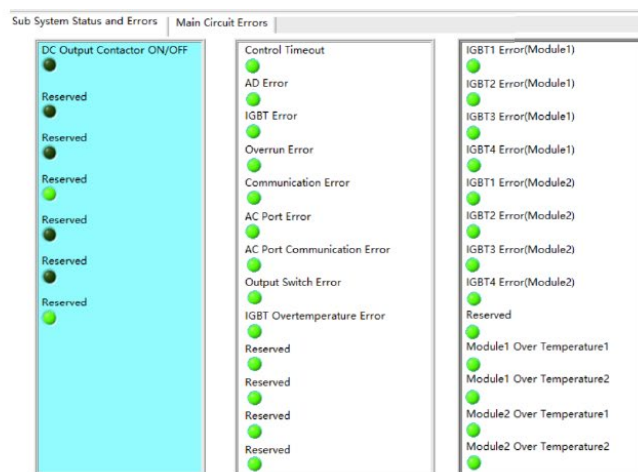 Sub System Status and Errors
Main Circuit Errors
DC Output Contactor ON/OFF
Reserved
Reserved
Reserved
Reserved
Reserved
Reserved
Control Timeout
AD Error
IGBT Error
Overrun Error
Communication Error
AC Port Error
AC Port Communication Error
Output Switch Error
IGBT Overtemperature Error
Reserved
Reserved
Reserved
Reserved
IGBT1 Error(Module1)
IGBT2 Error(Module1)
IGBT3 Error(Module1)
IGBT4 Error(Module1)
IGBT1 Error(Module2)
IGBT2 Error(Module2)
IGBT3 Error(Module2)
IGBT4 Error(Module2)
Reserved
Module1 Over Temperature1
Module1 Over Temperature2
Module2 Over Temperature1
Module2 Over Temperature2